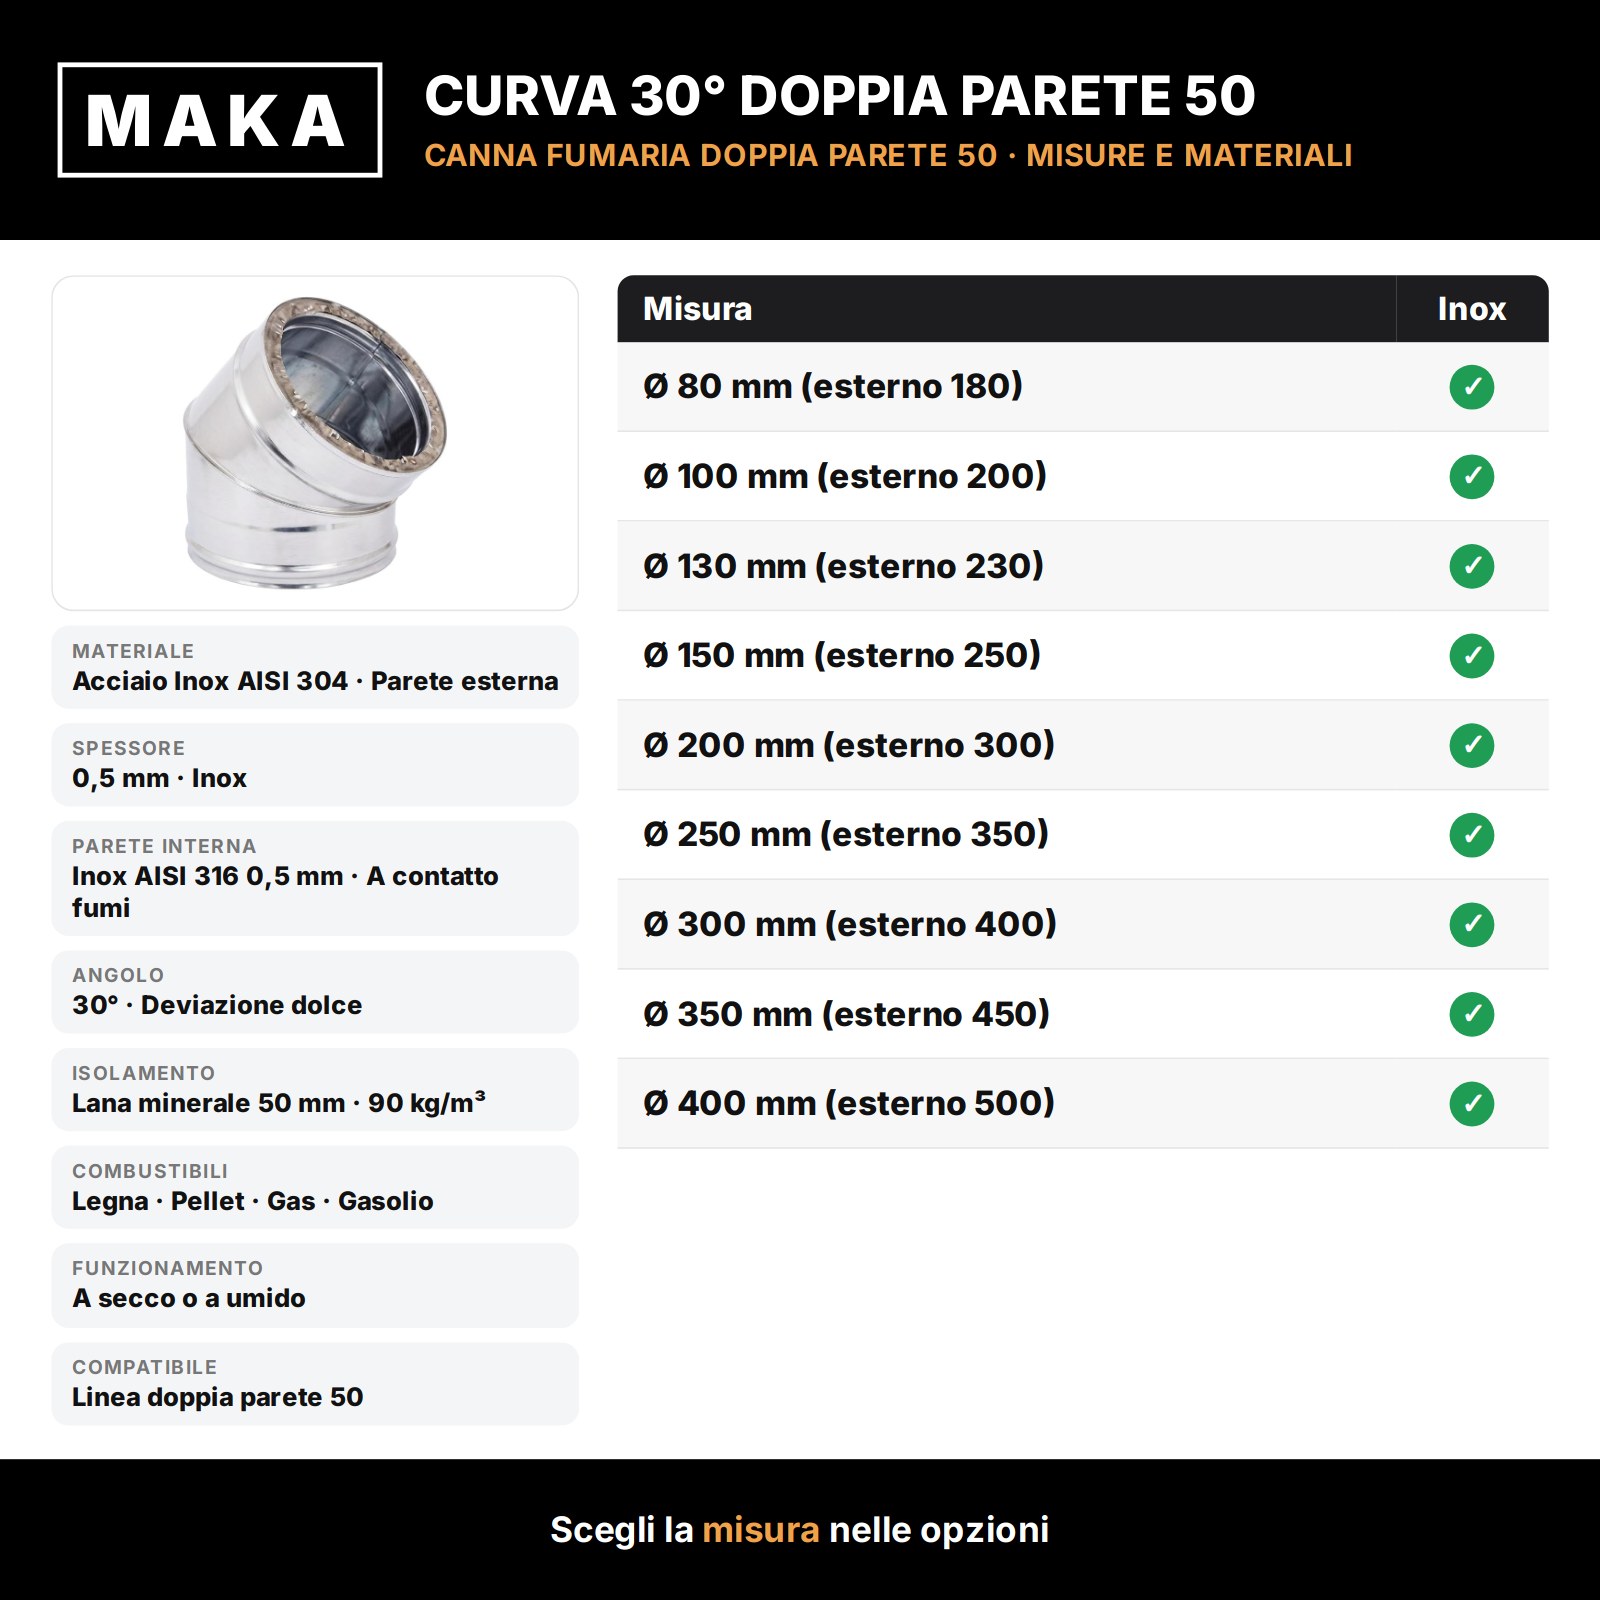 MAKA
CURVA 30° DOPPIA PARETE 50
CANNA FUMARIA DOPPIA PARETE 50 · MISURE E MATERIALI
MATERIALE
Acciaio Inox AISI 304 · Parete esterna
SPESSORE
0,5 mm · Inox
PARETE INTERNA
Inox AISI 316 0,5 mm · A contatto
fumi
ANGOLO
30° · Deviazione dolce
ISOLAMENTO
Lana minerale 50 mm · 90 kg/m³
COMBUSTIBILI
Legna · Pellet · Gas · Gasolio
FUNZIONAMENTO
A secco o a umido
COMPATIBILE
Linea doppia parete 50
Misura Inox
Ø 80 mm (esterno 180) ✓
Ø 100 mm (esterno 200) ✓
Ø 130 mm (esterno 230) ✓
Ø 150 mm (esterno 250) ✓
Ø 200 mm (esterno 300) ✓
Ø 250 mm (esterno 350) ✓
Ø 300 mm (esterno 400) ✓
Ø 350 mm (esterno 450) ✓
Ø 400 mm (esterno 500) ✓
Scegli la misura nelle opzioni